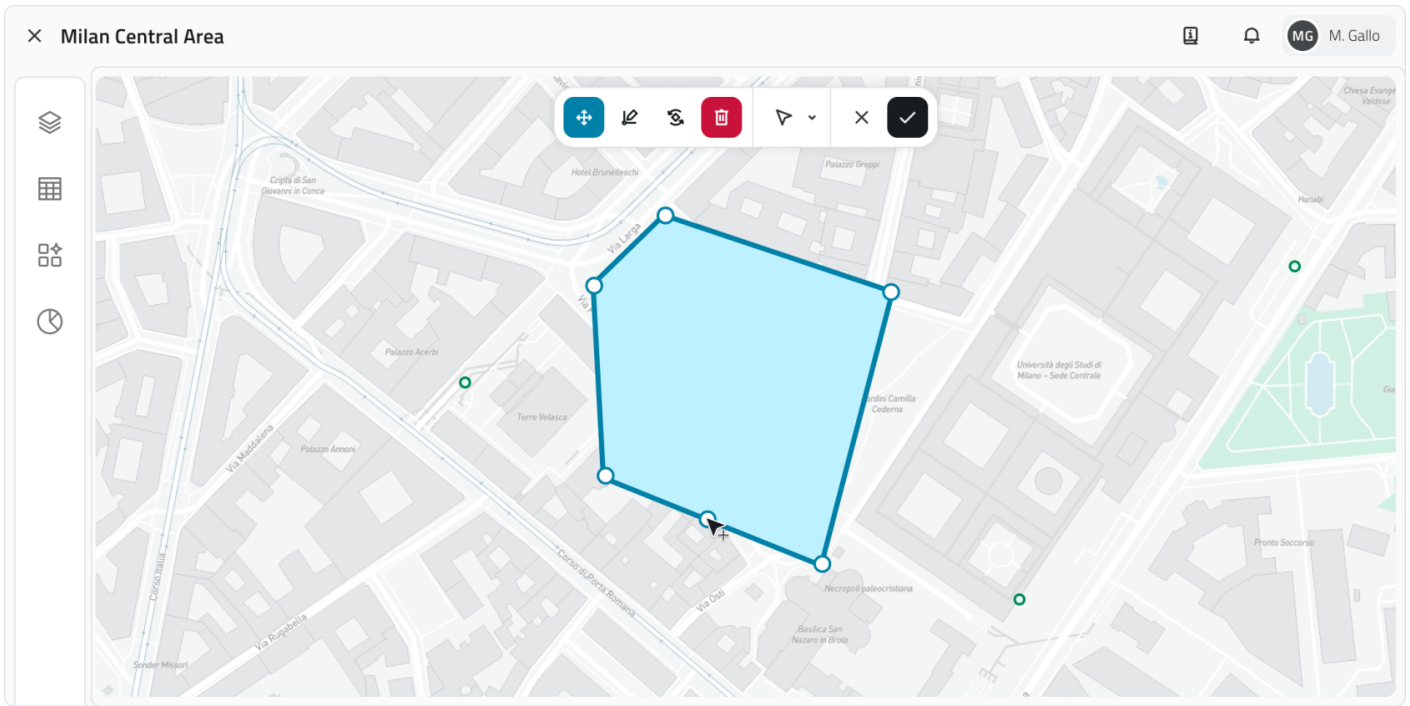 Milan Central Area
MG
M. Gallo
Chiesa Evange
Valdese
Palazzo Greppi
Hotel Brunelleschi
Cripta di San
Giovanni in Conca
Hanabi
Via Larga
Via
Palazzo Acerbi
Università degli Studi di
Milano – Sede Centrale
Gia
ardini Camilla
Cederna
Torre Velasca
Via Maddalena
Palazzo Annoni
Pronto Soccorso
Corso Italia
Corso di Porta Romana
Necropoli paleocristiana
Via Osti
Via Rugabella
Basilica San
Nazaro in Brolo
Sonder Missori